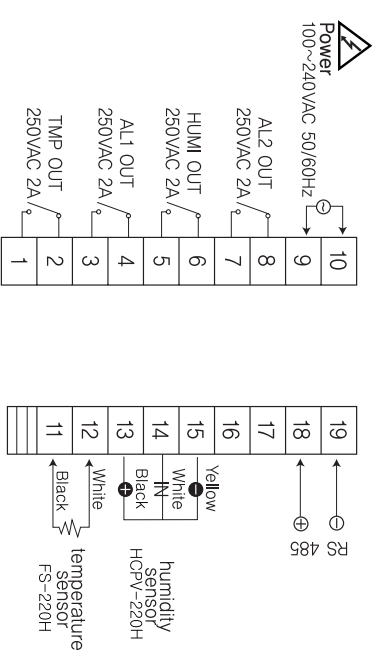 Power
100~240VAC 50/60Hz
AL2 OUT
250VAC 2A
HUMI OUT
250VAC 2A
AL1 OUT
250VAC 2A
TMP OUT
250VAC 2A
1 2 3 4 5 6 7 8 9 10
11 12 13 14 15 16 17 18 19
Black
White
Black
IN
White
Yellow
RS 485
temperature
sensor
FS-220H
humidity
sensor
HCPV-220H